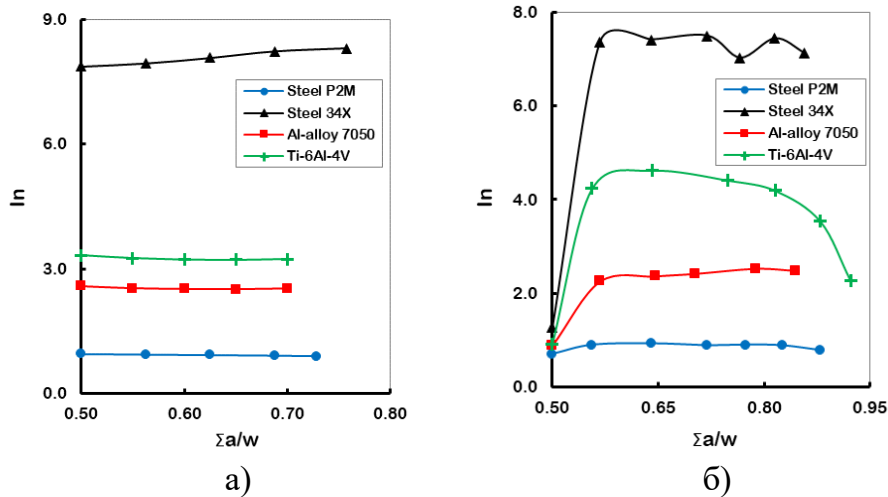 9.0
6.0
3.0
0.0
In
0.50
0.60
0.70
0.80
Σa/w
Steel P2M
Steel 34X
Al-alloy 7050
Ti-6Al-4V
а)
8.0
6.0
4.0
2.0
0.0
In
0.50
0.65
0.80
0.95
Σa/w
Steel P2M
Steel 34X
Al-alloy 7050
Ti-6Al-4V
б)